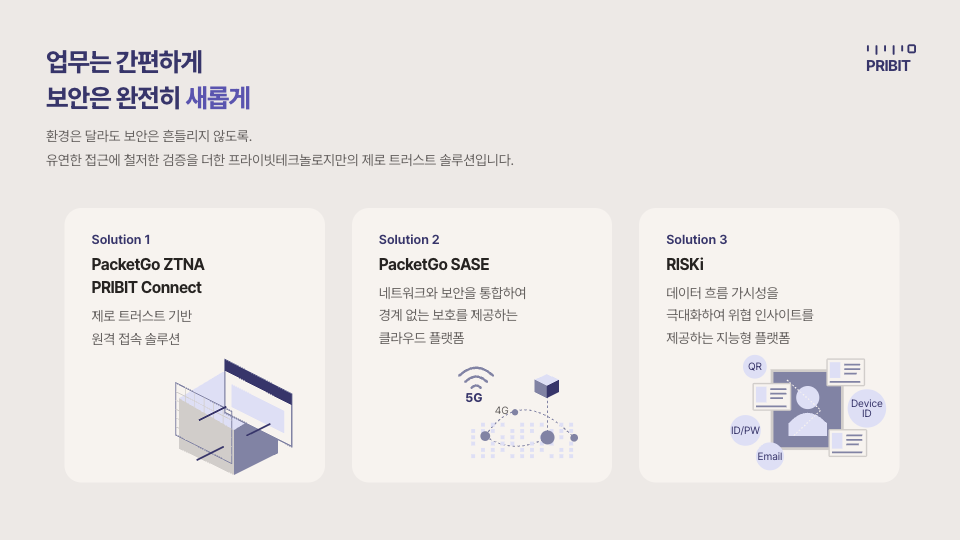 업무는 간편하게
보안은 완전히 새롭게
PRIBIT
환경은 달라도 보안은 흔들리지 않도록.
유연한 접근에 철저한 검증을 더한 프라이빗테크놀로지만의 제로 트러스트 솔루션입니다.
Solution 1
PacketGo ZTNA
PRIBIT Connect
제로 트러스트 기반
원격 접속 솔루션
Solution 2
PacketGo SASE
네트워크와 보안을 통합하여
경계 없는 보호를 제공하는
클라우드 플랫폼
5G
4G
Solution 3
RISKi
데이터 흐름 가시성을
극대화하여 위협 인사이트를
제공하는 지능형 플랫폼
QR
Device
ID
ID/PW
Email